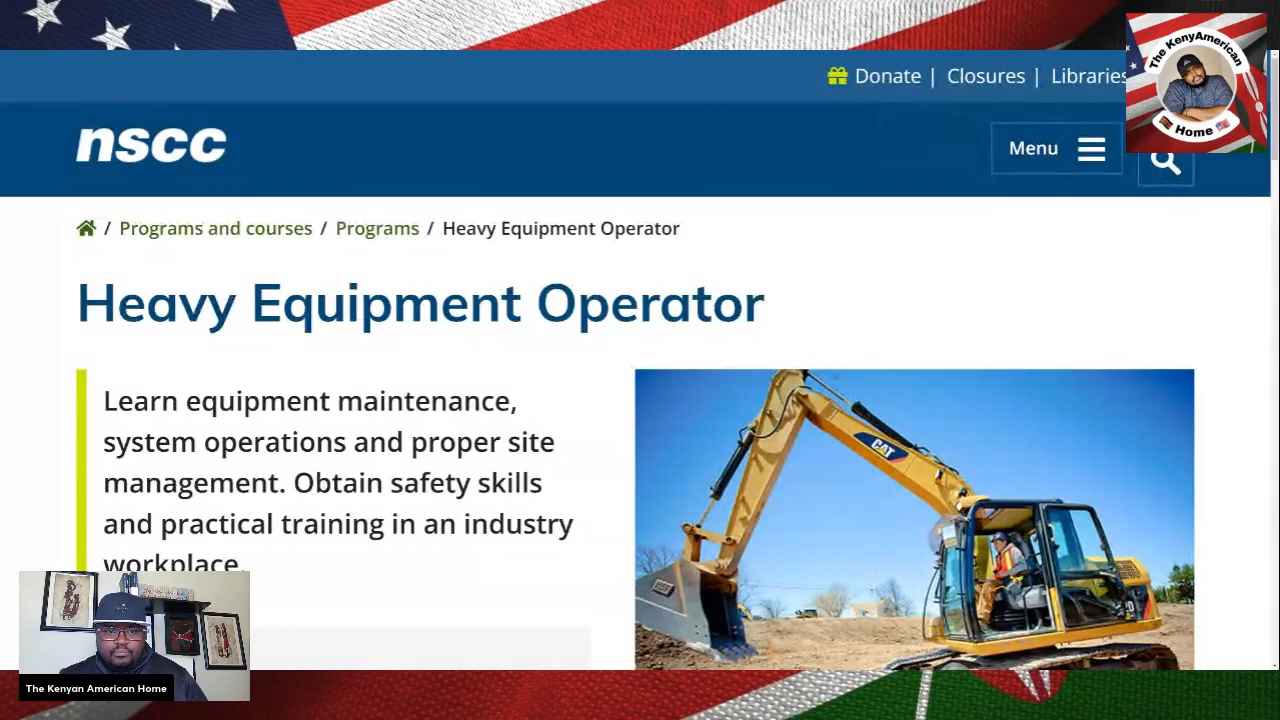 Donate | Closures | Libraries
The KenyAmerican
Home
nscc
Menu
/ Programs and courses / Programs / Heavy Equipment Operator
Heavy Equipment Operator
Learn equipment maintenance,
system operations and proper site
management. Obtain safety skills
and practical training in an industry
workplace.
CAT
The Kenyan American Home